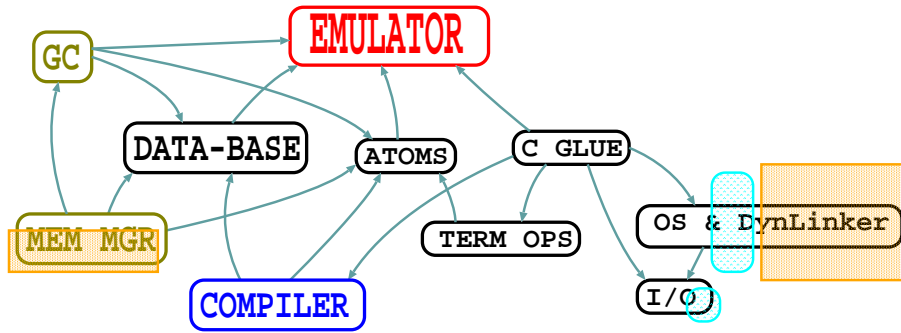 EMULATOR
GC
DATA-BASE
ATOMS
C GLUE
MEM MGR
TERM OPS
OS & DynLinker
COMPILER
I/O